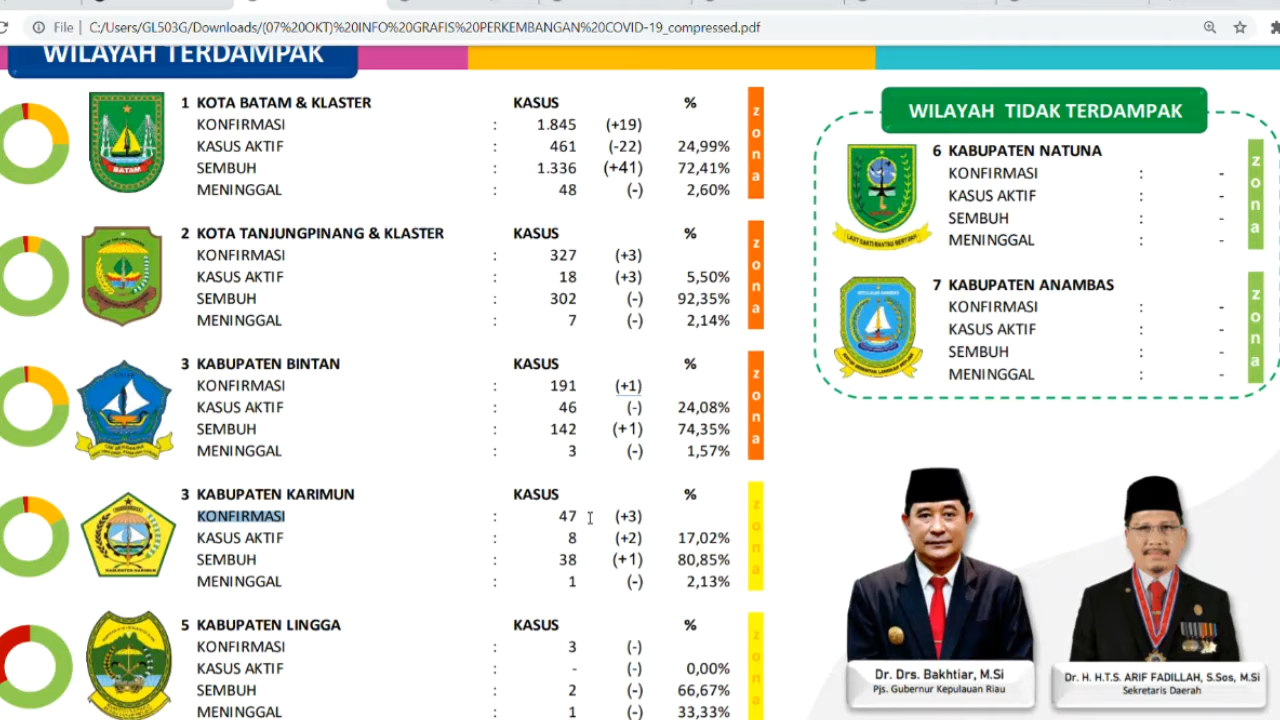 File | C:/Users/GL503G/Downloads/(07%20OKT)%20INFO%20GRAFIS%20PERKEMBANGAN%20COVID-19_compressed.pdf
WILAYAH TERDAMPAK
1 KOTA BATAM & KLASTER KASUS %
KONFIRMASI : 1.845 (+19)
KASUS AKTIF : 461 (-22) 24,99%
SEMBUH : 1.336 (+41) 72,41%
MENINGGAL : 48 (-) 2,60%
zona
BATAM
2 KOTA TANJUNGPINANG & KLASTER KASUS %
KONFIRMASI : 327 (+3)
KASUS AKTIF : 18 (+3) 5,50%
SEMBUH : 302 (-) 92,35%
MENINGGAL : 7 (-) 2,14%
zona
3 KABUPATEN BINTAN KASUS %
KONFIRMASI : 191 (+1)
KASUS AKTIF : 46 (-) 24,08%
SEMBUH : 142 (+1) 74,35%
MENINGGAL : 3 (-) 1,57%
zona
3 KABUPATEN KARIMUN KASUS %
KONFIRMASI : 47 (+3)
KASUS AKTIF : 8 (+2) 17,02%
SEMBUH : 38 (+1) 80,85%
MENINGGAL : 1 (-) 2,13%
zona
KABUPATEN KARIMUN
5 KABUPATEN LINGGA KASUS %
KONFIRMASI : 3 (-)
KASUS AKTIF : - (-) 0,00%
SEMBUH : 2 (-) 66,67%
MENINGGAL : 1 (-) 33,33%
zona
WILAYAH TIDAK TERDAMPAK
6 KABUPATEN NATUNA
KONFIRMASI : -
KASUS AKTIF : -
SEMBUH : -
MENINGGAL : -
zona
7 KABUPATEN ANAMBAS
KONFIRMASI : -
KASUS AKTIF : -
SEMBUH : -
MENINGGAL : -
zona
Dr. Drs. Bakhtiar, M.Si
Pjs. Gubernur Kepulauan Riau
Dr. H. H.T.S. ARIF FADILLAH, S.Sos, M.Si
Sekretaris Daerah